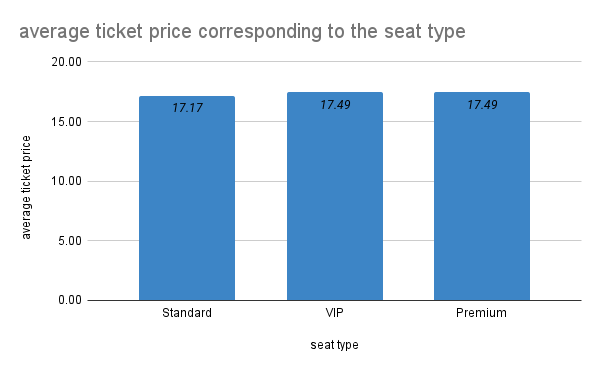 average ticket price corresponding to the seat type
average ticket price
20.00
15.00
10.00
5.00
0.00
17.17
17.49
17.49
Standard
VIP
Premium
seat type